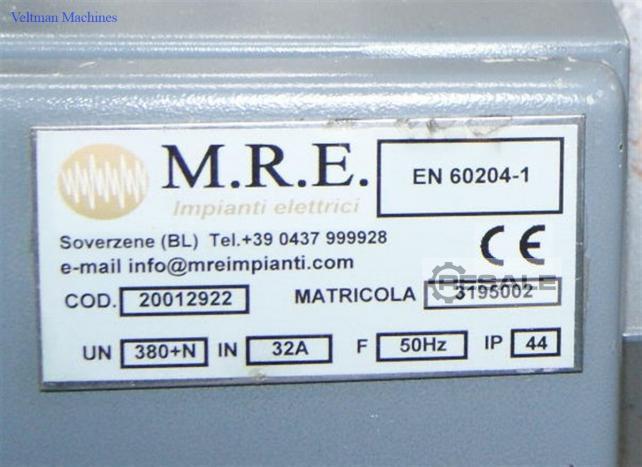 Veltman Machines
M.R.E.
Impianti elettrici
EN 60204-1
Soverzene (BL) Tel.+39 0437 999928
e-mail info@mreimpianti.com
CE
RESALE
COD. 20012922 MATRICOLA 3195002
UN 380+N IN 32A F 50Hz IP 44